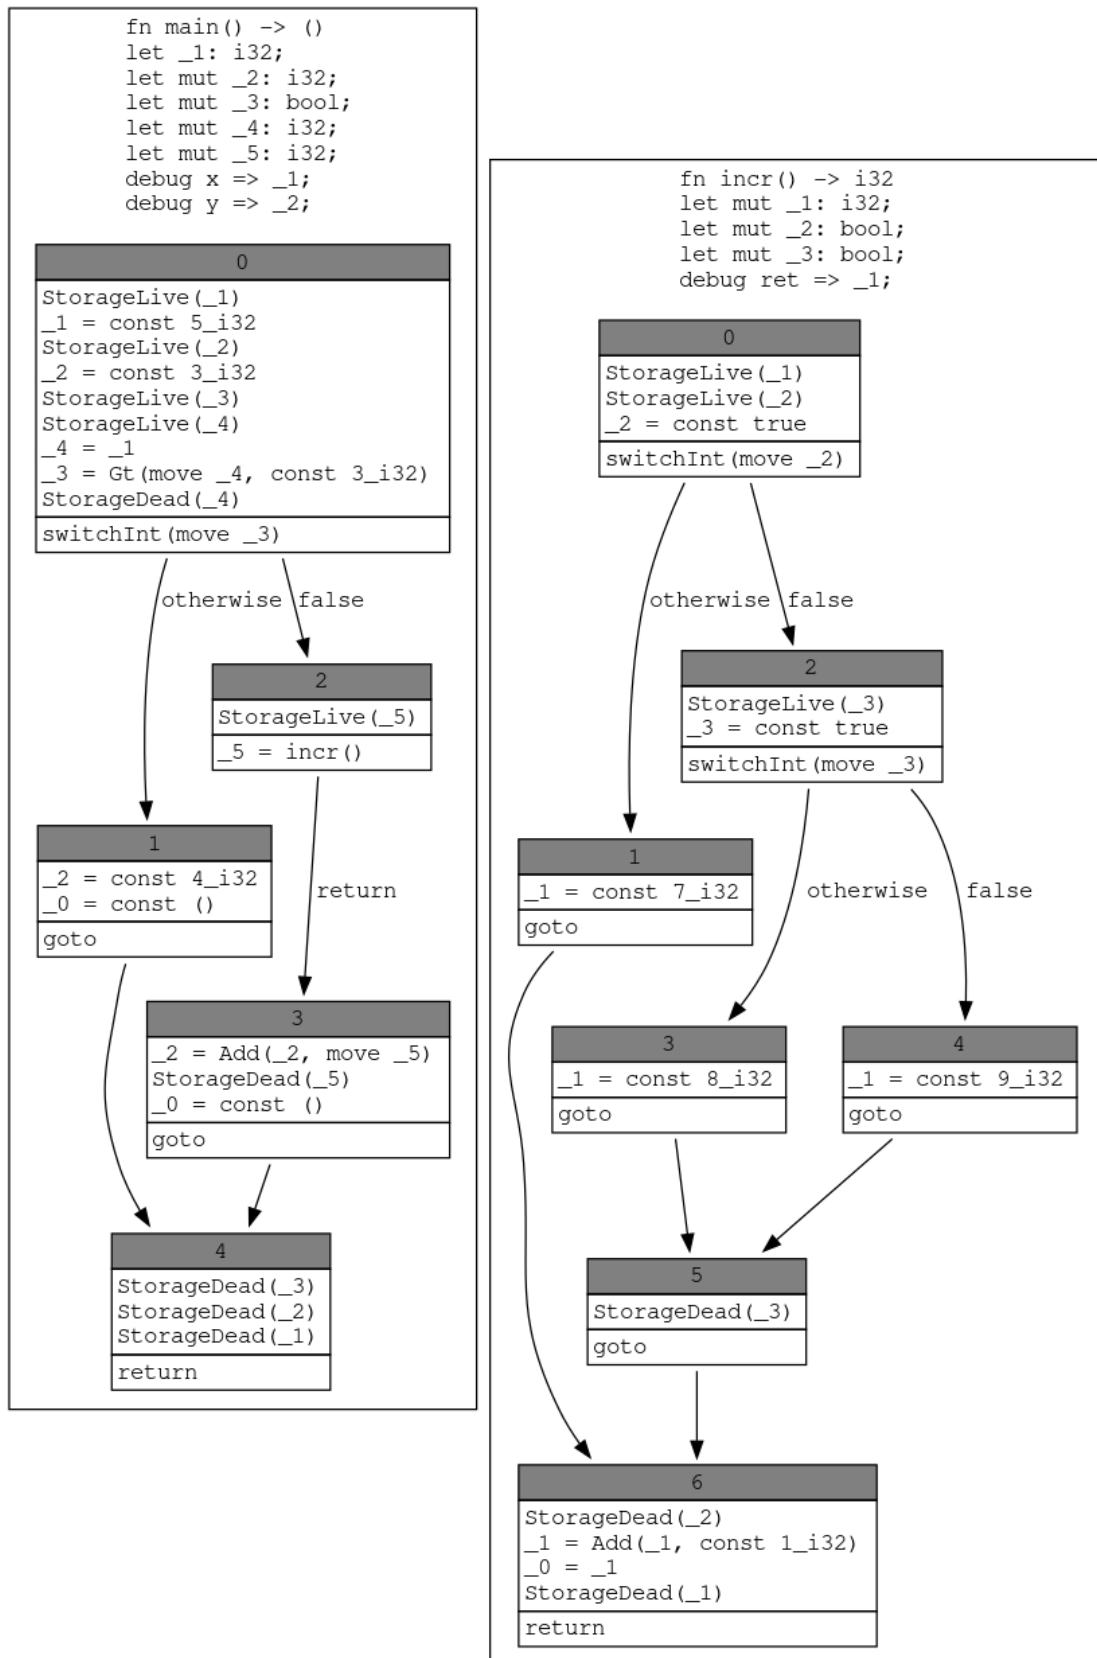 fn main() -> ()
let _1: i32;
let mut _2: i32;
let mut _3: bool;
let mut _4: i32;
let mut _5: i32;
debug x => _1;
debug y => _2;
0
StorageLive(_1)
_1 = const 5_i32
StorageLive(_2)
_2 = const 3_i32
StorageLive(_3)
StorageLive(_4)
_4 = _1
_3 = Gt(move _4, const 3_i32)
StorageDead(_4)
switchInt(move _3)
otherwise
false
2
StorageLive(_5)
_5 = incr()
1
_2 = const 4_i32
_0 = const ()
goto
return
3
_2 = Add(_2, move _5)
StorageDead(_5)
_0 = const ()
goto
4
StorageDead(_3)
StorageDead(_2)
StorageDead(_1)
return
fn incr() -> i32
let mut _1: i32;
let mut _2: bool;
let mut _3: bool;
debug ret => _1;
0
StorageLive(_1)
StorageLive(_2)
_2 = const true
switchInt(move _2)
otherwise
false
2
StorageLive(_3)
_3 = const true
switchInt(move _3)
1
_1 = const 7_i32
goto
otherwise
false
3
_1 = const 8_i32
goto
4
_1 = const 9_i32
goto
5
StorageDead(_3)
goto
6
StorageDead(_2)
_1 = Add(_1, const 1_i32)
_0 = _1
StorageDead(_1)
return